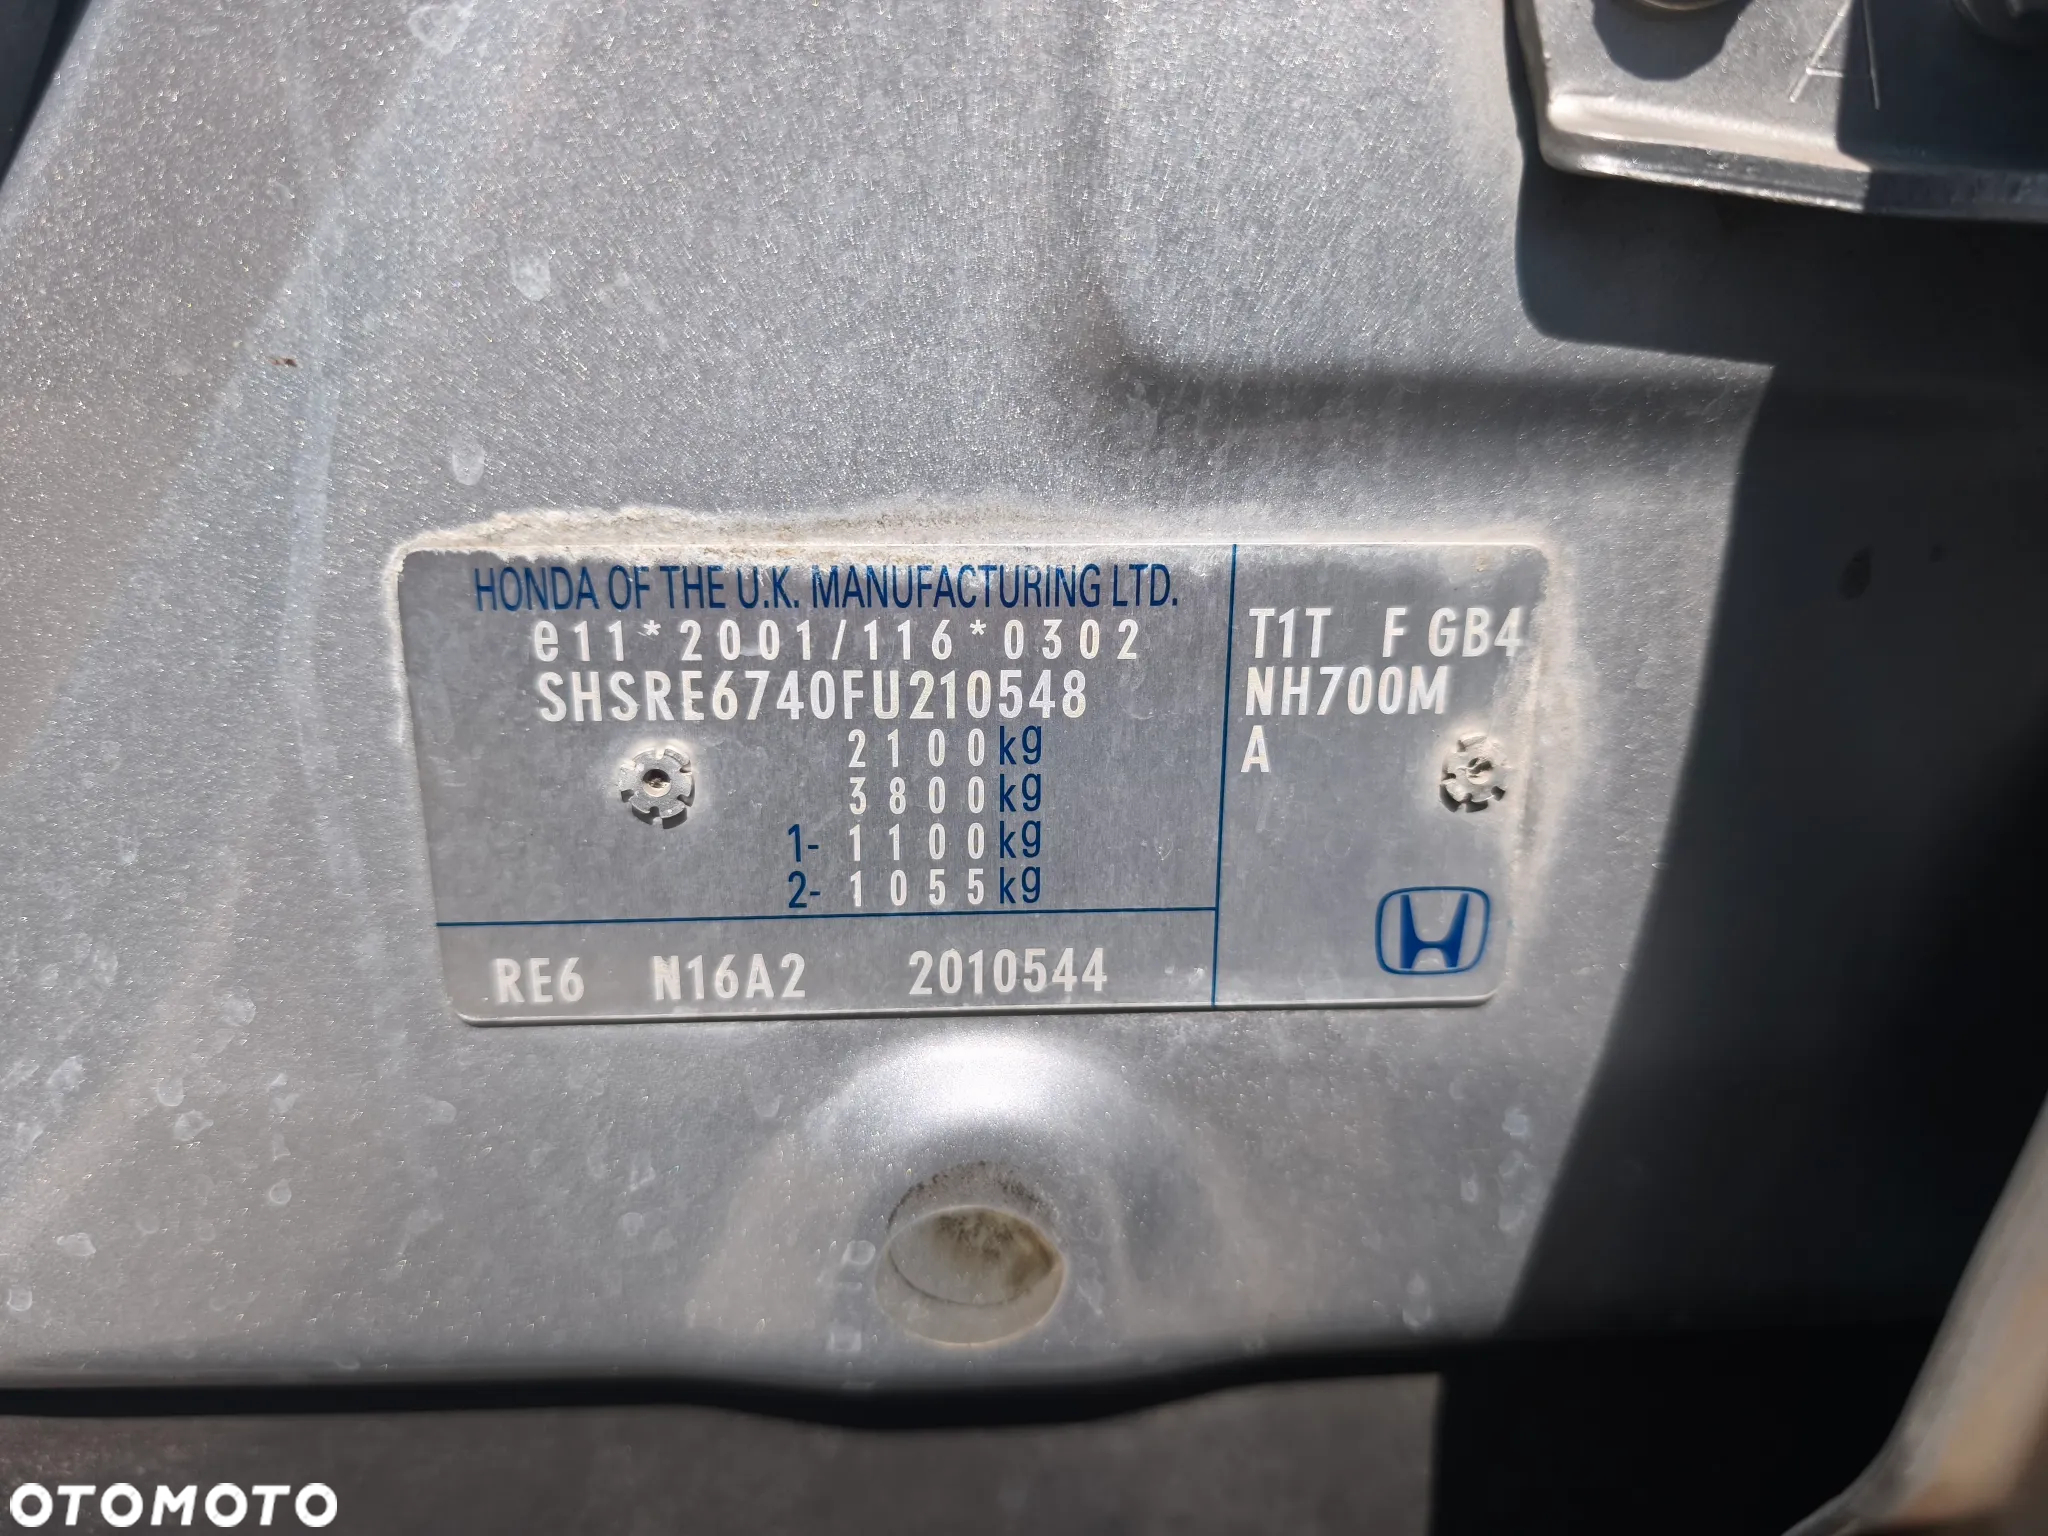 HONDA OF THE U.K. MANUFACTURING LTD.
e11*2001/116*0302
SHSRE6740FU210548
2100kg
3800kg
1- 1100kg
2- 1055kg
RE6 N16A2 2010544
T1T F GB4
NH700M
A
A
OTOMOTO